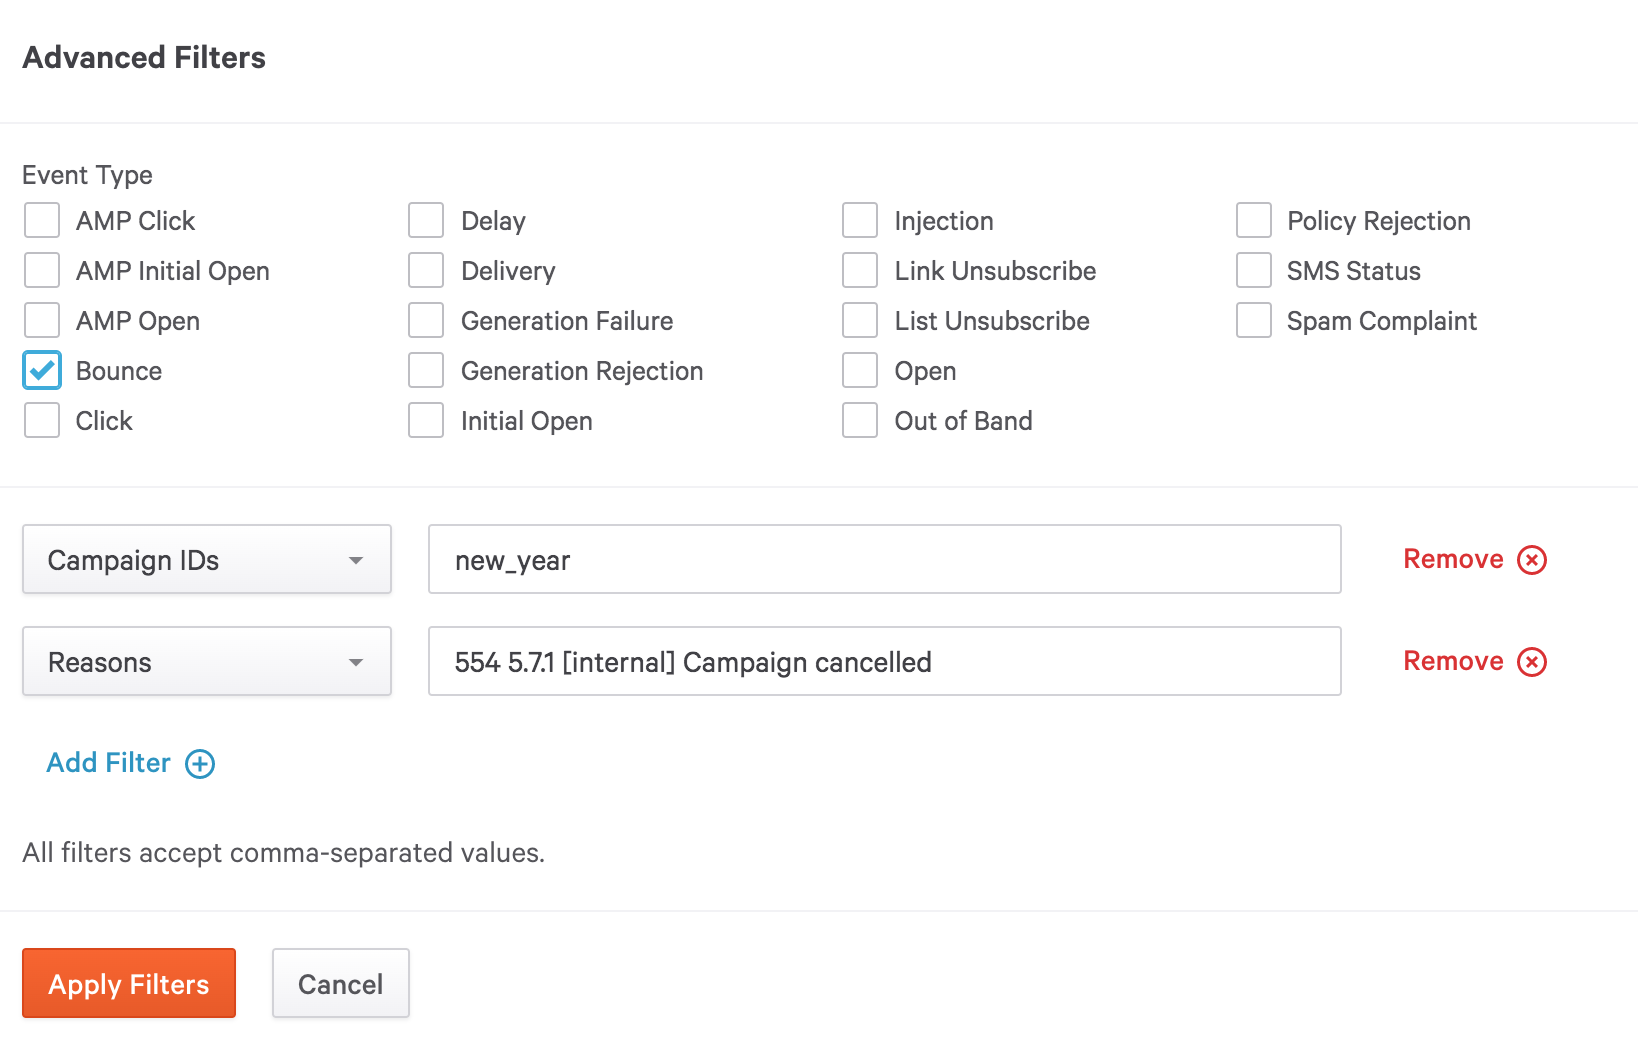 Advanced Filters
Event Type
AMP Click
AMP Initial Open
AMP Open
Bounce
Click
Delay
Delivery
Generation Failure
Generation Rejection
Initial Open
Injection
Link Unsubscribe
List Unsubscribe
Open
Out of Band
Policy Rejection
SMS Status
Spam Complaint
Campaign IDs
new_year
Remove
Reasons
554 5.7.1 [internal] Campaign cancelled
Remove
Add Filter
All filters accept comma-separated values.
Apply Filters
Cancel